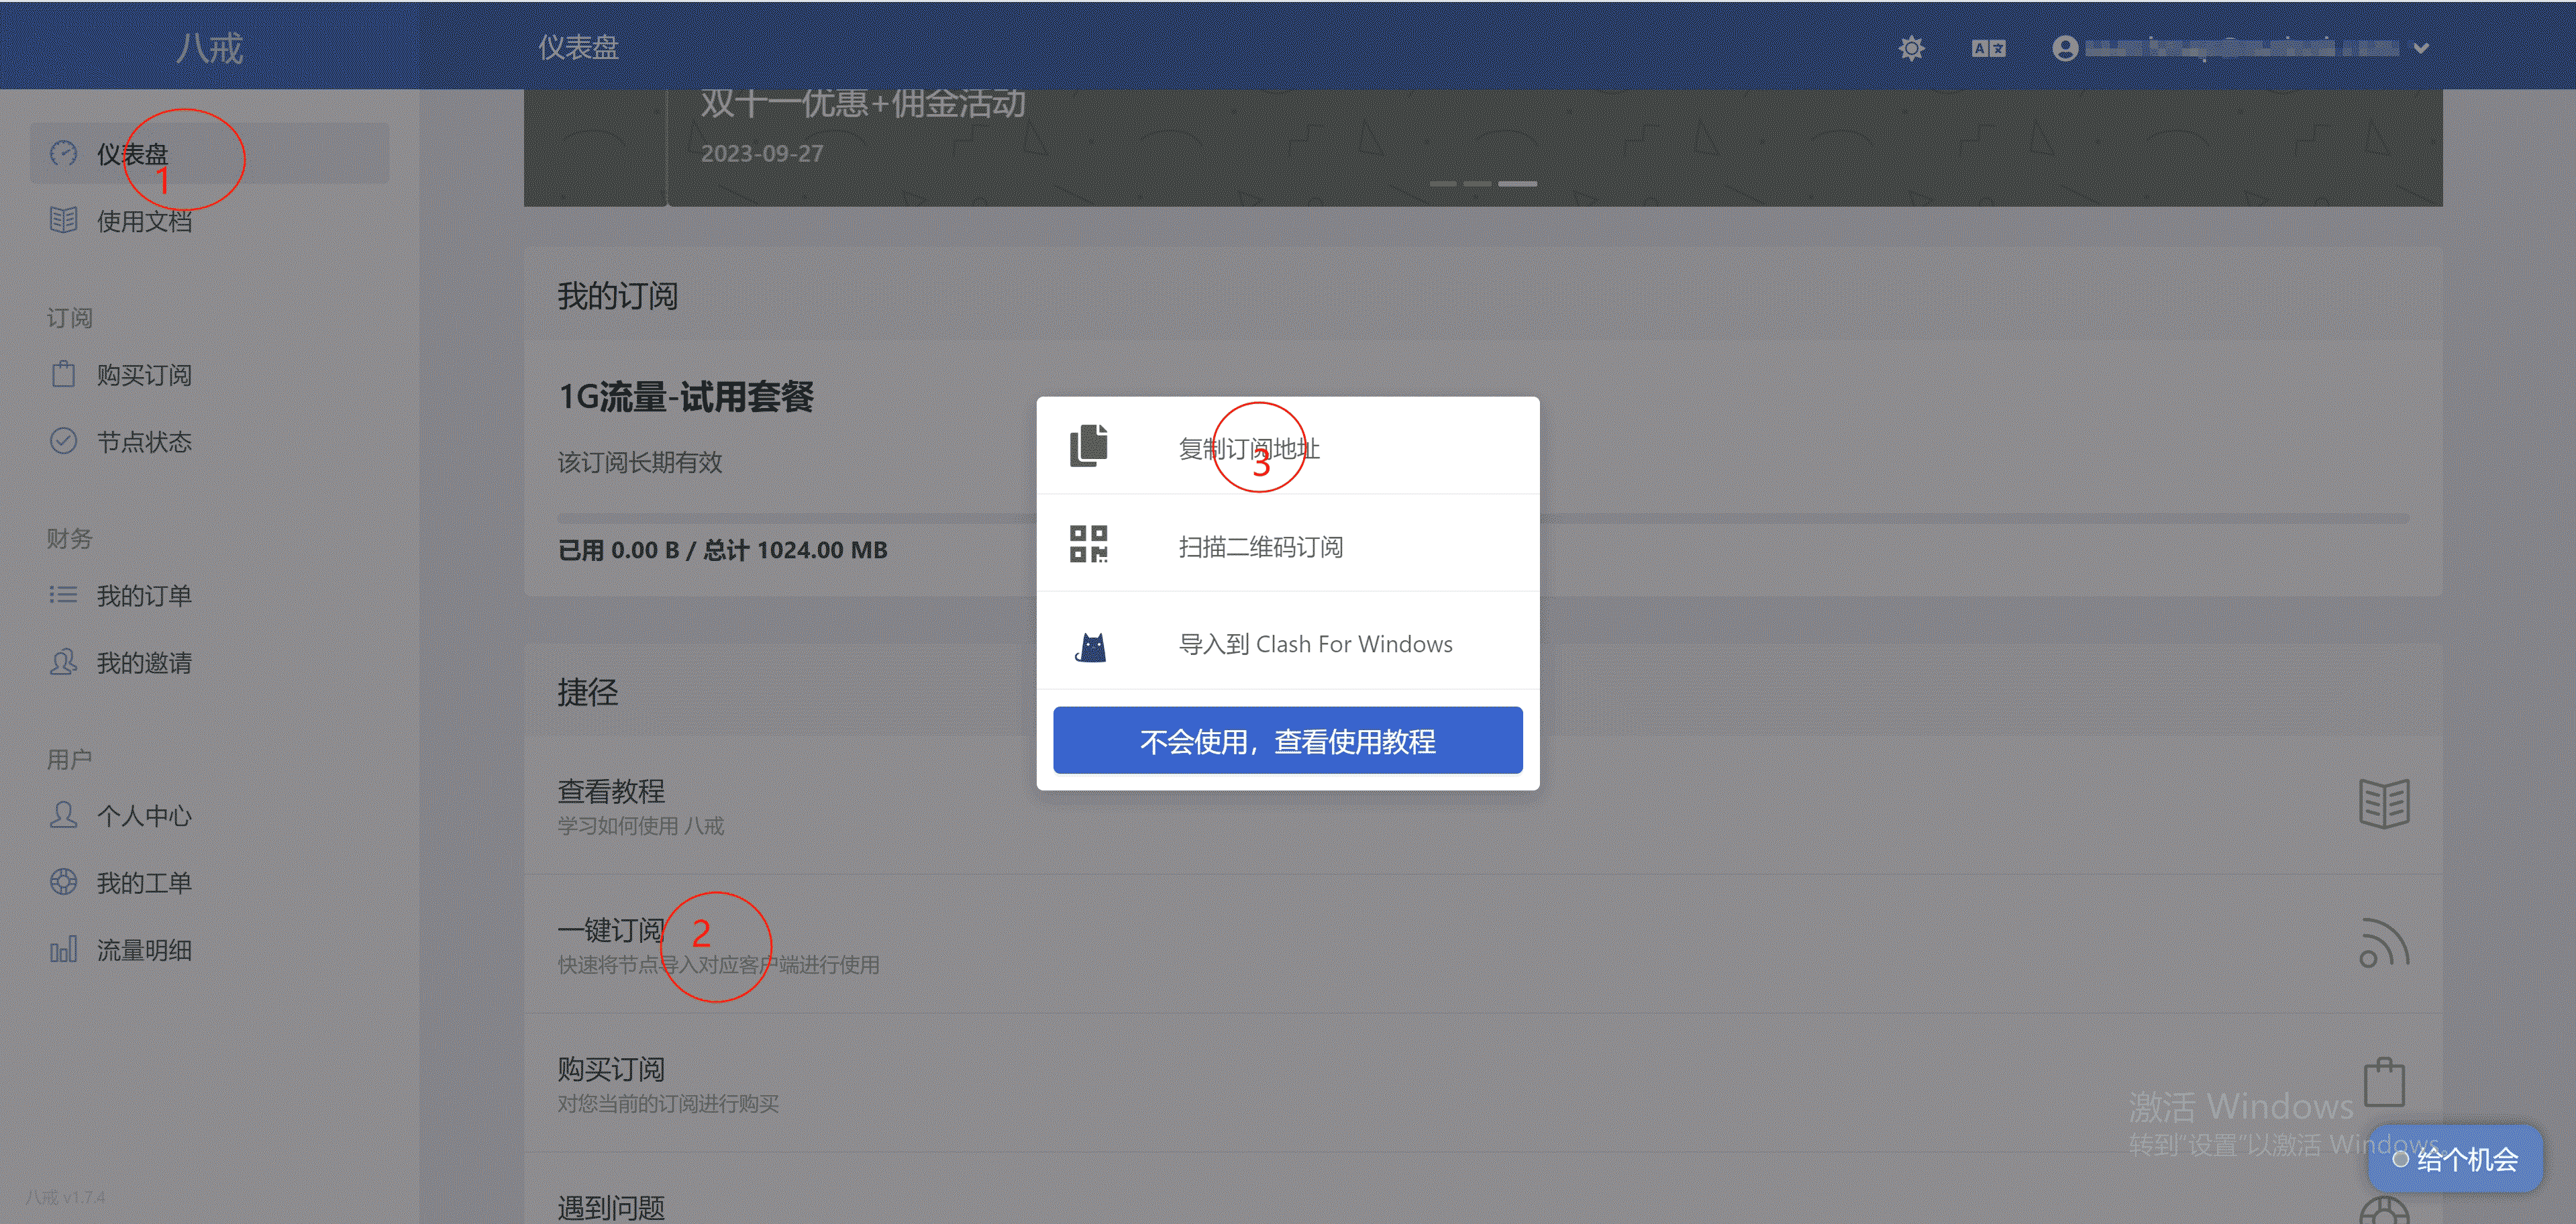 八戒
仪表盘
仪表盘
1
使用文档
订阅
购买订阅
节点状态
财务
我的订单
我的邀请
用户
个人中心
我的工单
流量明细
八戒 v1.7.4
双十一优惠+佣金活动
2023-09-27
我的订阅
1G流量-试用套餐
该订阅长期有效
已用 0.00 B / 总计 1024.00 MB
复制订阅地址
3
扫描二维码订阅
导入到 Clash For Windows
不会使用，查看使用教程
捷径
查看教程
学习如何使用 八戒
一键订阅
2
快速将节点导入对应客户端进行使用
购买订阅
对您当前的订阅进行购买
遇到问题
激活 Windows
转到"设置"以激活 Windows。
给个机会